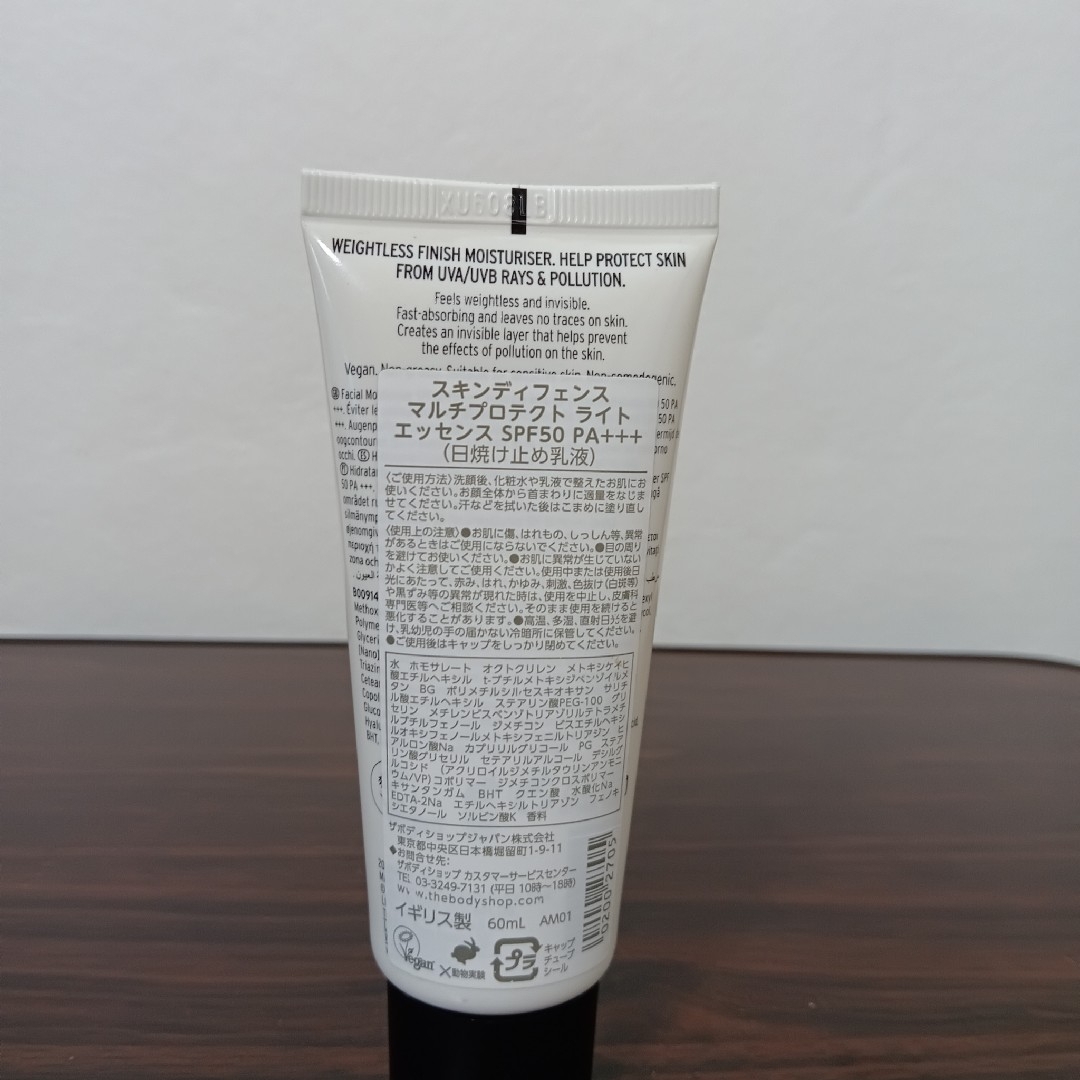 WEIGHTLESS FINISH MOISTURISER. HELP PROTECT SKIN
FROM UVA/UVB RAYS & POLLUTION.
Feels weightless and invisible.
Fast-absorbing and leaves no traces on skin.
Creates an invisible layer that helps prevent
the effects of pollution on the skin.
Vegan. Non-greasy. Suitable for sensitive skin. Non-comedogenic.
スキンディフェンス
マルチプロテクト ライト
エッセンス SPF50 PA+++
(日焼け止め乳液)
〈ご使用方法〉洗顔後、化粧水や乳液で整えたお肌にお
使いください。お顔全体から首まわりに適量をなじま
せてください。汗などを拭いた後はこまめに塗り直し
てください。
〈使用上の注意〉●お肌に傷、はれもの、しっしん等、異常
があるときはご使用にならないでください。●目の周り
を避けてお使いください。●お肌に異常が生じていない
かよく注意してご使用ください。使用中または使用後日
光にあたって、赤み、はれ、かゆみ、刺激、色抜け(白斑等)
や黒ずみ等の異常が現れた時は、使用を中止し、皮膚科
専門医等へご相談ください。そのまま使用を続けると
悪化することがあります。●高温、多湿、直射日光を避
け、乳幼児の手の届かない冷暗所に保管してください。
●ご使用後はキャップをしっかり閉めてください。
水 ホモサレート オクトクリレン メトキシケイヒ
酸エチルヘキシル t-ブチルメトキシジベンゾイルメ
タン BG ポリメチルシルセスキオキサン サリチ
ル酸エチルヘキシル ステアリン酸PEG-100 グリ
セリン メチレンビスベンゾトリアゾリルテトラメチ
ルブチルフェノール ジメチコン ビスエチルヘキシ
ルオキシフェノールメトキシフェニルトリアジン ヒ
アルロン酸Na カプリリルグリコール PG ステア
リン酸グリセリル セテアリルアルコール デシルグ
ルコシド (アクリロイルジメチルタウリンアンモニ
ウム/VP)コポリマー ジメチコンクロスポリマー
キサンタンガム BHT クエン酸 水酸化Na
EDTA-2Na エチルヘキシルトリアゾン フェノキ
シエタノール ソルビン酸K 香料
ザボディショップジャパン株式会社
東京都中央区日本橋堀留町1-9-11
◆お問合せ先:
ザボディショップ カスタマーサービスセンター
TEL 03-3249-7131 (平日 10時〜18時)
www.thebodyshop.com
イギリス製 60mL AM01
Vegan
×動物実験
プラ
キャップ
チューブ
シール